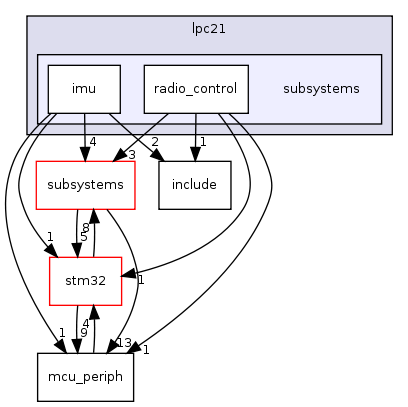 lpc21
imu
radio_control
subsystems
4
2
3
1
subsystems
include
1
8
5
stm32
1
4
1
9
13
1
mcu_periph